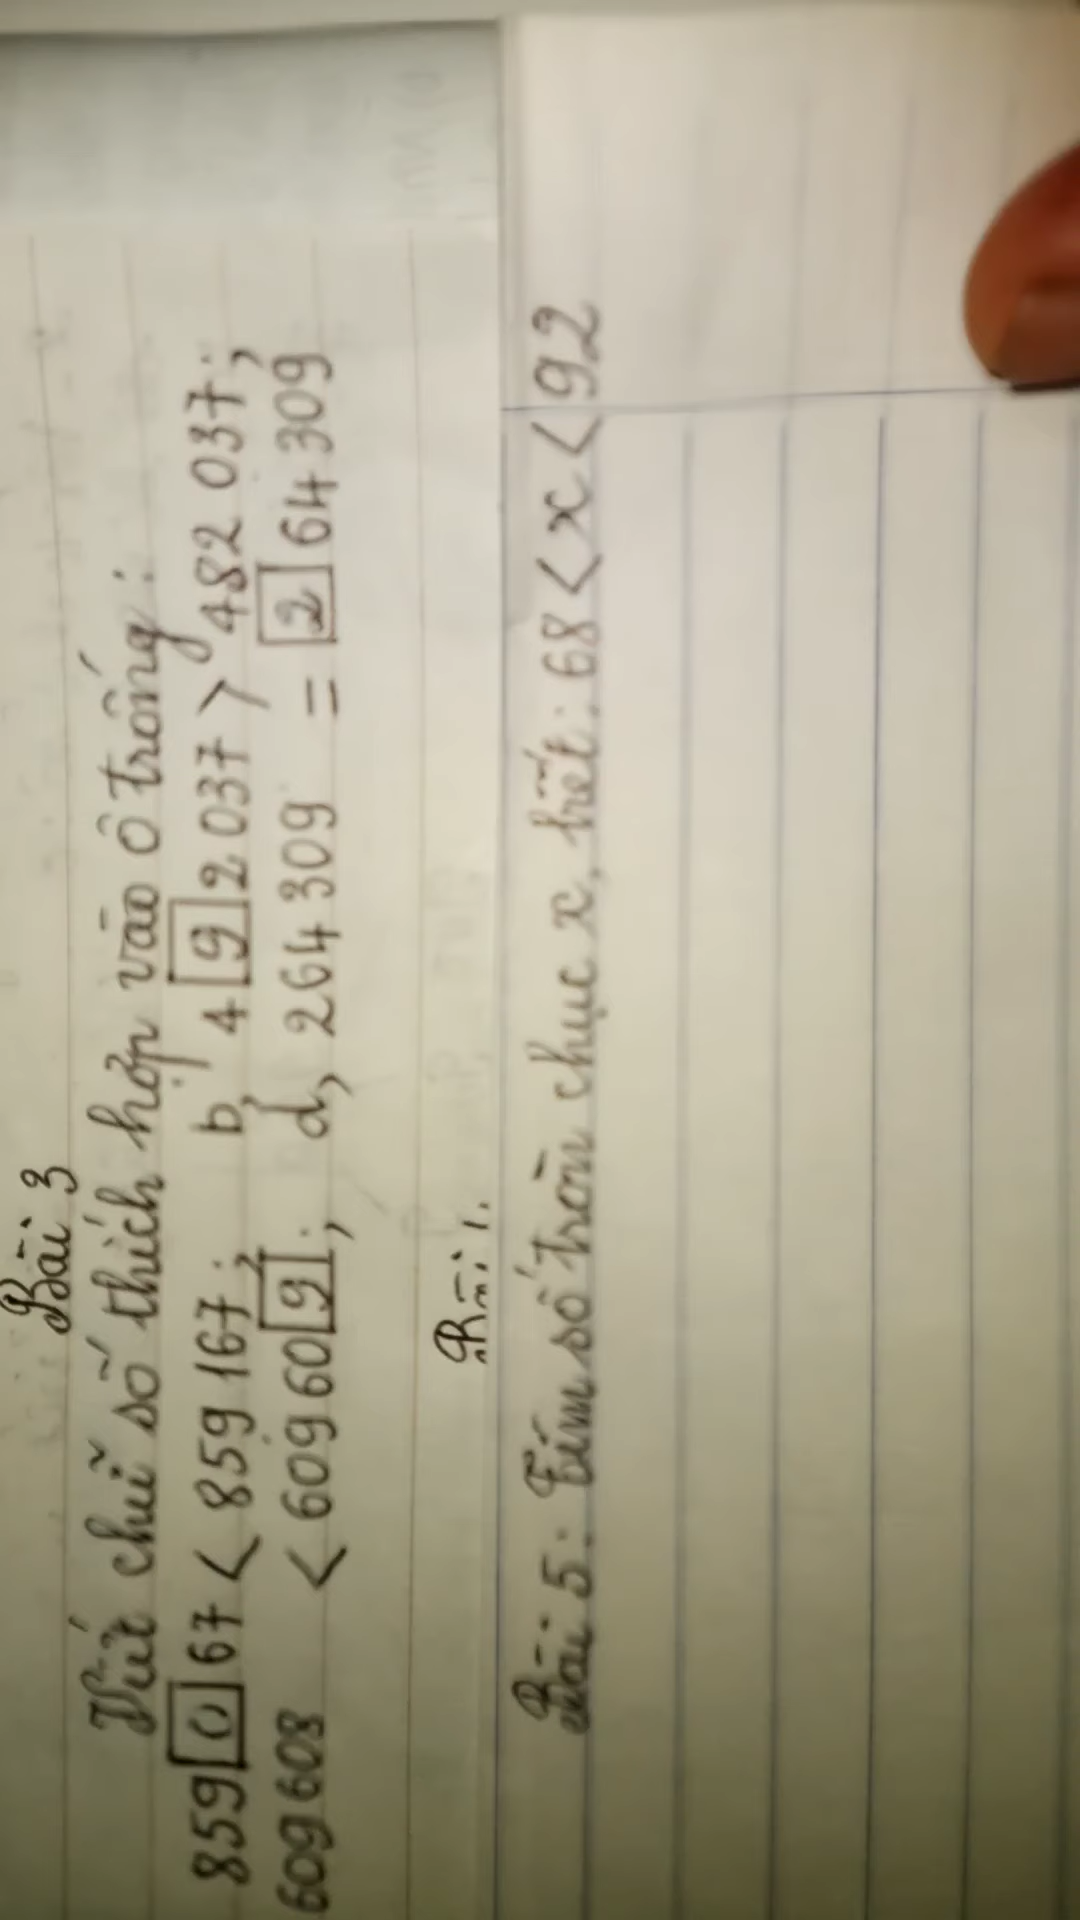 Bài 3
Viết chữ số thích hợp vào ô trống:
859 0 67 < 859 167; b, 4 9 2 037 > 482 037;
609 608 < 609 60 9; d, 264 309 = 2 64 309
Bài 5: Tìm số tròn chục x, biết: 68 < x < 92